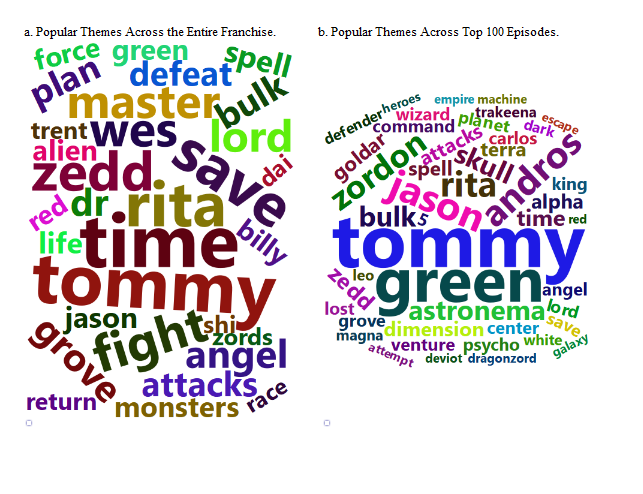 a. Popular Themes Across the Entire Franchise.
force green spell
plan defeat
master bulk
trent wes lord
alien save dai
zedd
red dr rita
life time billy
tommy
jason fight shi
grove zords
angel
attacks race
return monsters
b. Popular Themes Across Top 100 Episodes.
heroes empire machine
defender wizard trakeena escape
command planet dark
goldar attacks carlos
zordon skull terra
spell andros
jason rita king
alpha
bulk 5 time red
tommy
zedd leo green angel
lost astronema lord
grove dimension center save
magna venture psycho white galaxy
attempt deviot dragonzord